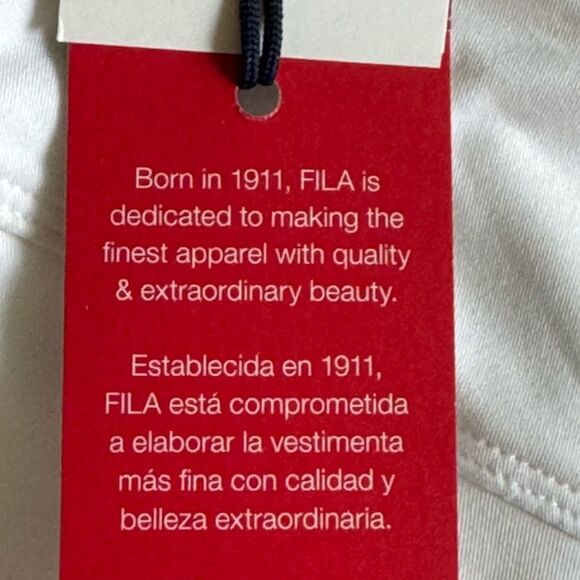 Born in 1911, FILA is
dedicated to making the
finest apparel with quality
& extraordinary beauty.
Establecida en 1911,
FILA está comprometida
a elaborar la vestimenta
más fina con calidad y
belleza extraordinaria.